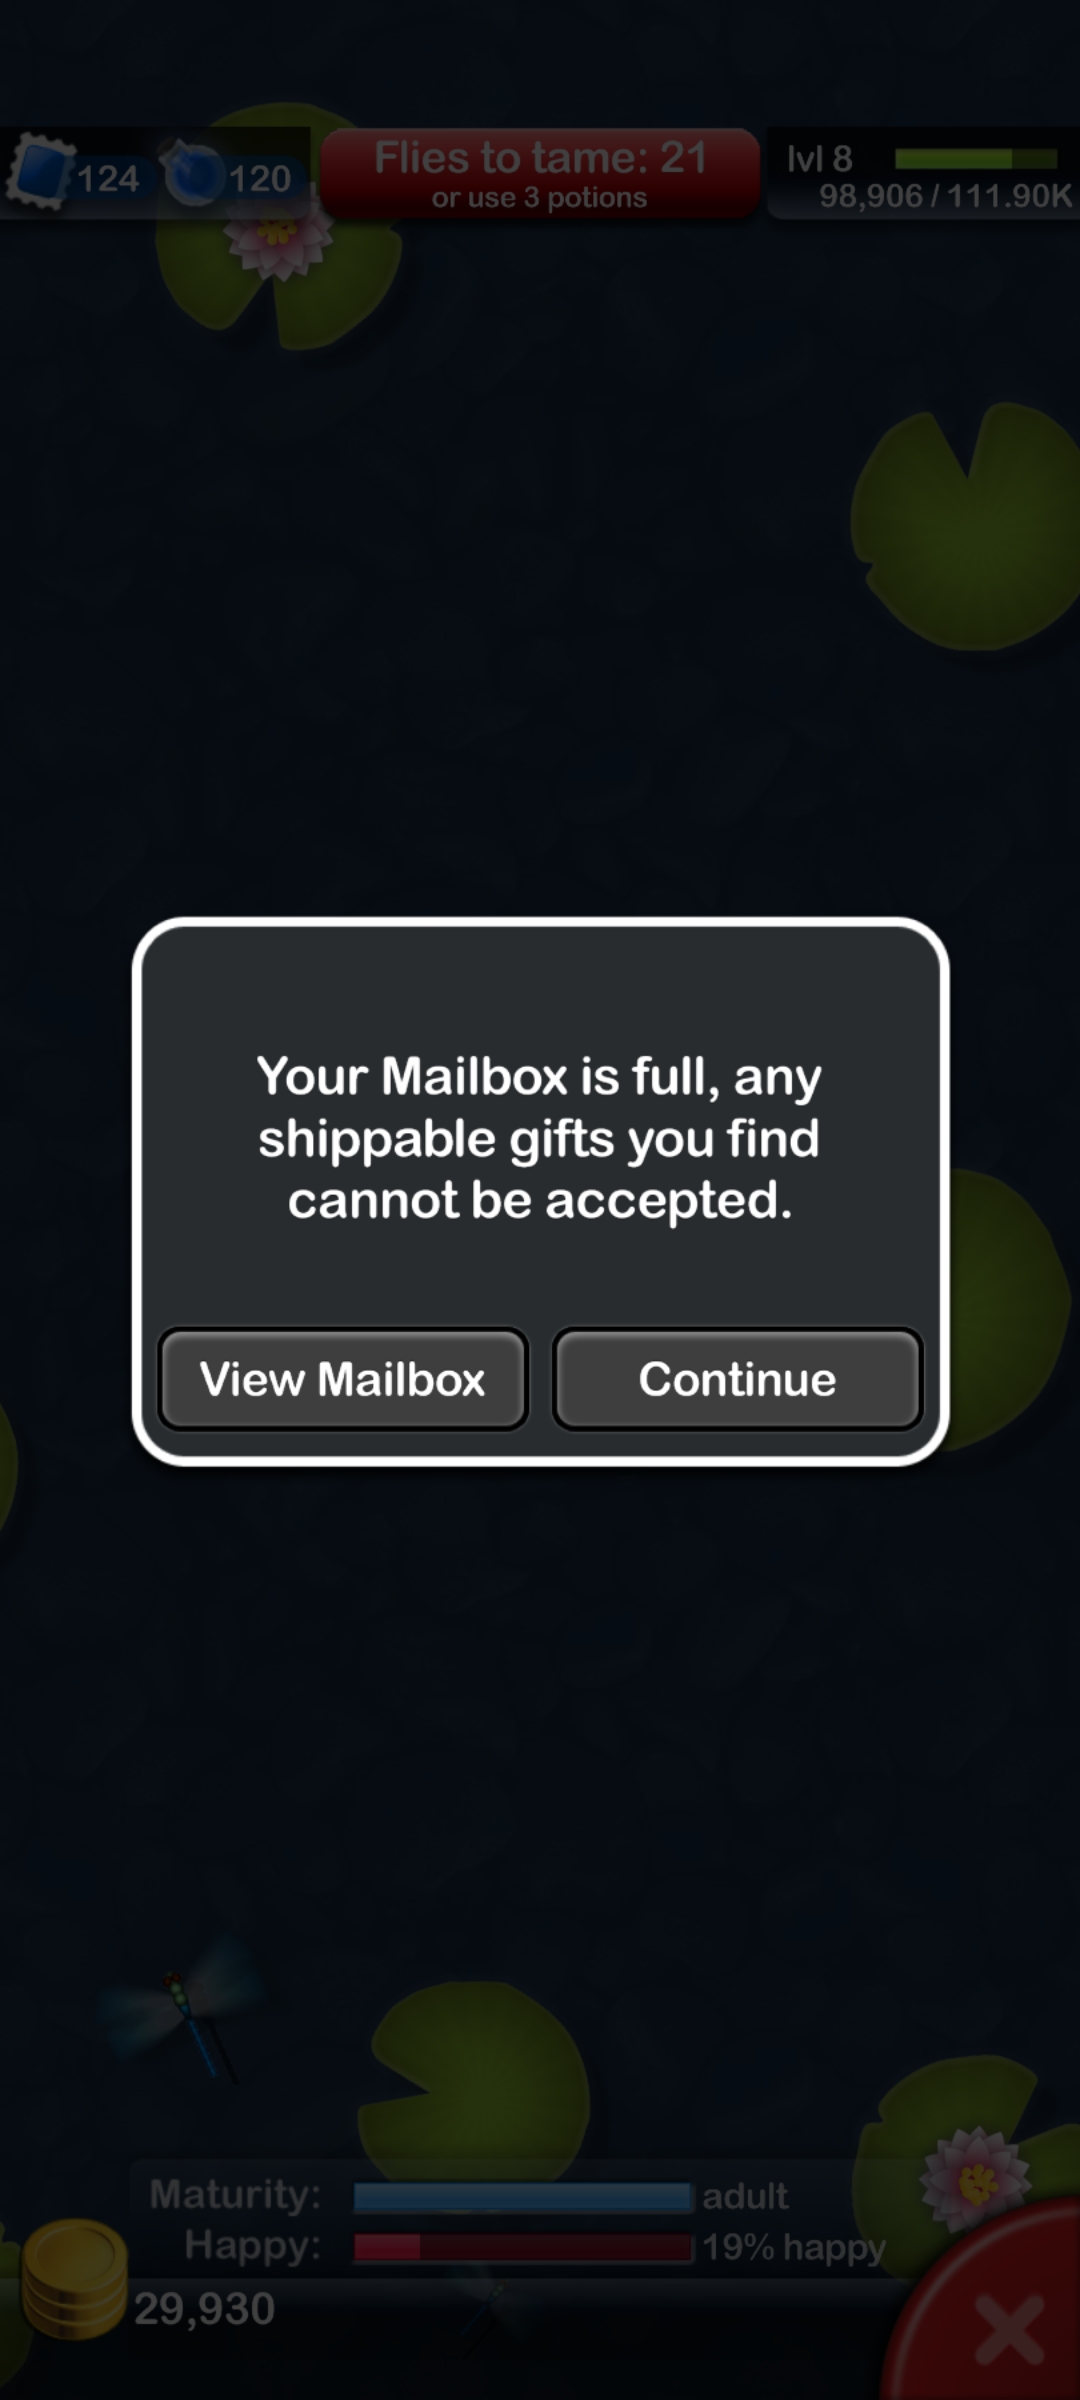 124
120
Flies to tame: 21
or use 3 potions
lvl 8
98,906 / 111.90K
Your Mailbox is full, any
shippable gifts you find
cannot be accepted.
View Mailbox
Continue
Maturity:
adult
Happy:
19% happy
29,930